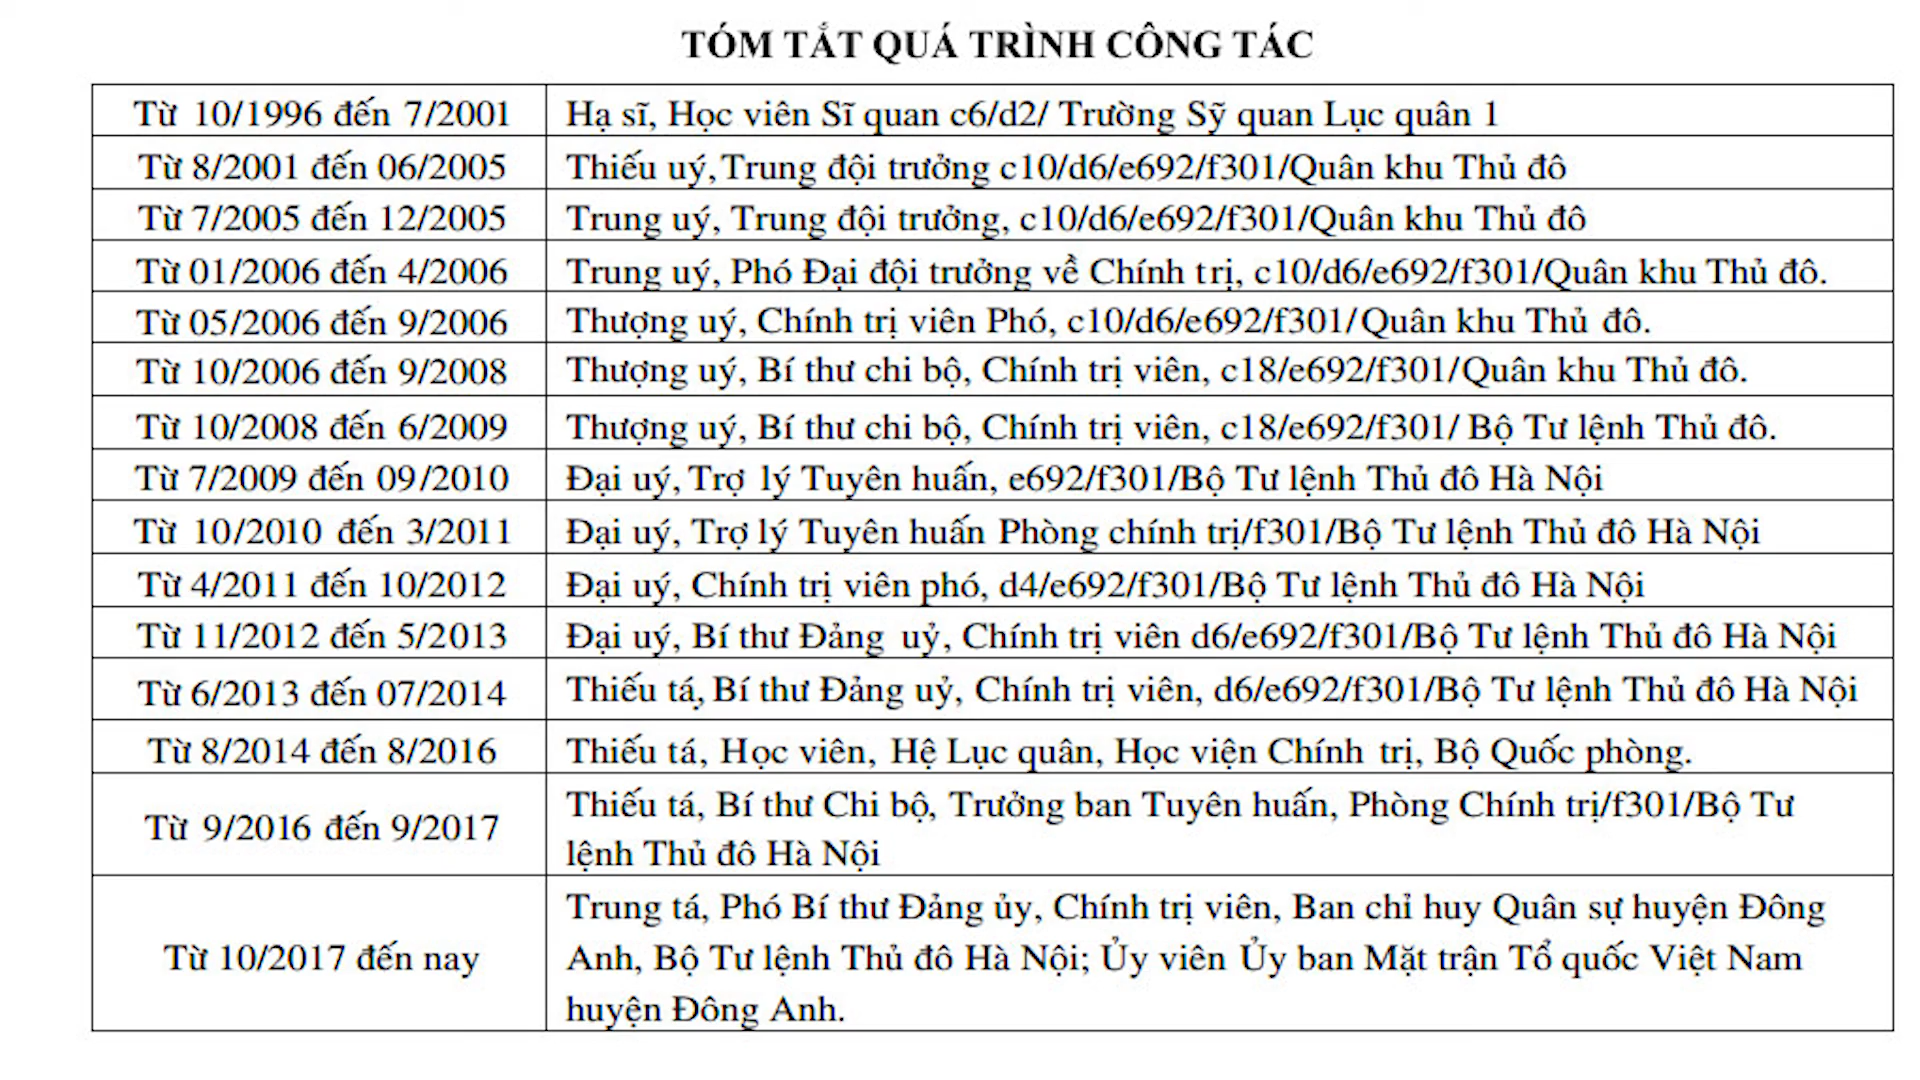 TÓM TẮT QUÁ TRÌNH CÔNG TÁC
Từ 10/1996 đến 7/2001 Hạ sĩ, Học viên Sĩ quan c6/d2/ Trường Sỹ quan Lục quân 1
Từ 8/2001 đến 06/2005 Thiếu uý, Trung đội trưởng c10/d6/e692/f301/Quân khu Thủ đô
Từ 7/2005 đến 12/2005 Trung uý, Trung đội trưởng, c10/d6/e692/f301/Quân khu Thủ đô
Từ 01/2006 đến 4/2006 Trung uý, Phó Đại đội trưởng về Chính trị, c10/d6/e692/f301/Quân khu Thủ đô.
Từ 05/2006 đến 9/2006 Thượng uý, Chính trị viên Phó, c10/d6/e692/f301/Quân khu Thủ đô.
Từ 10/2006 đến 9/2008 Thượng uý, Bí thư chi bộ, Chính trị viên, c18/e692/f301/Quân khu Thủ đô.
Từ 10/2008 đến 6/2009 Thượng uý, Bí thư chi bộ, Chính trị viên, c18/e692/f301/ Bộ Tư lệnh Thủ đô.
Từ 7/2009 đến 09/2010 Đại uý, Trợ lý Tuyên huấn, e692/f301/Bộ Tư lệnh Thủ đô Hà Nội
Từ 10/2010 đến 3/2011 Đại uý, Trợ lý Tuyên huấn Phòng chính trị/f301/Bộ Tư lệnh Thủ đô Hà Nội
Từ 4/2011 đến 10/2012 Đại uý, Chính trị viên phó, d4/e692/f301/Bộ Tư lệnh Thủ đô Hà Nội
Từ 11/2012 đến 5/2013 Đại uý, Bí thư Đảng uỷ, Chính trị viên d6/e692/f301/Bộ Tư lệnh Thủ đô Hà Nội
Từ 6/2013 đến 07/2014 Thiếu tá, Bí thư Đảng uỷ, Chính trị viên, d6/e692/f301/Bộ Tư lệnh Thủ đô Hà Nội
Từ 8/2014 đến 8/2016 Thiếu tá, Học viên, Hệ Lục quân, Học viện Chính trị, Bộ Quốc phòng.
Từ 9/2016 đến 9/2017 Thiếu tá, Bí thư Chi bộ, Trưởng ban Tuyên huấn, Phòng Chính trị/f301/Bộ Tư
lệnh Thủ đô Hà Nội
Từ 10/2017 đến nay Trung tá, Phó Bí thư Đảng ủy, Chính trị viên, Ban chỉ huy Quân sự huyện Đông
Anh, Bộ Tư lệnh Thủ đô Hà Nội; Ủy viên Ủy ban Mặt trận Tổ quốc Việt Nam
huyện Đông Anh.